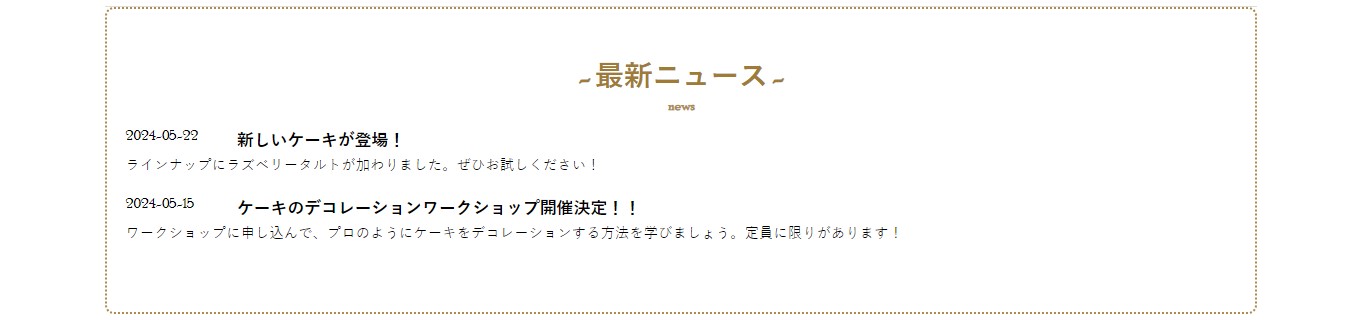 ~最新ニュース~
news
2024-05-22 新しいケーキが登場！
ラインナップにラズベリータルトが加わりました。ぜひお試しください！
2024-05-15 ケーキのデコレーションワークショップ開催決定！！
ワークショップに申し込んで、プロのようにケーキをデコレーションする方法を学びましょう。定員に限りがあります！